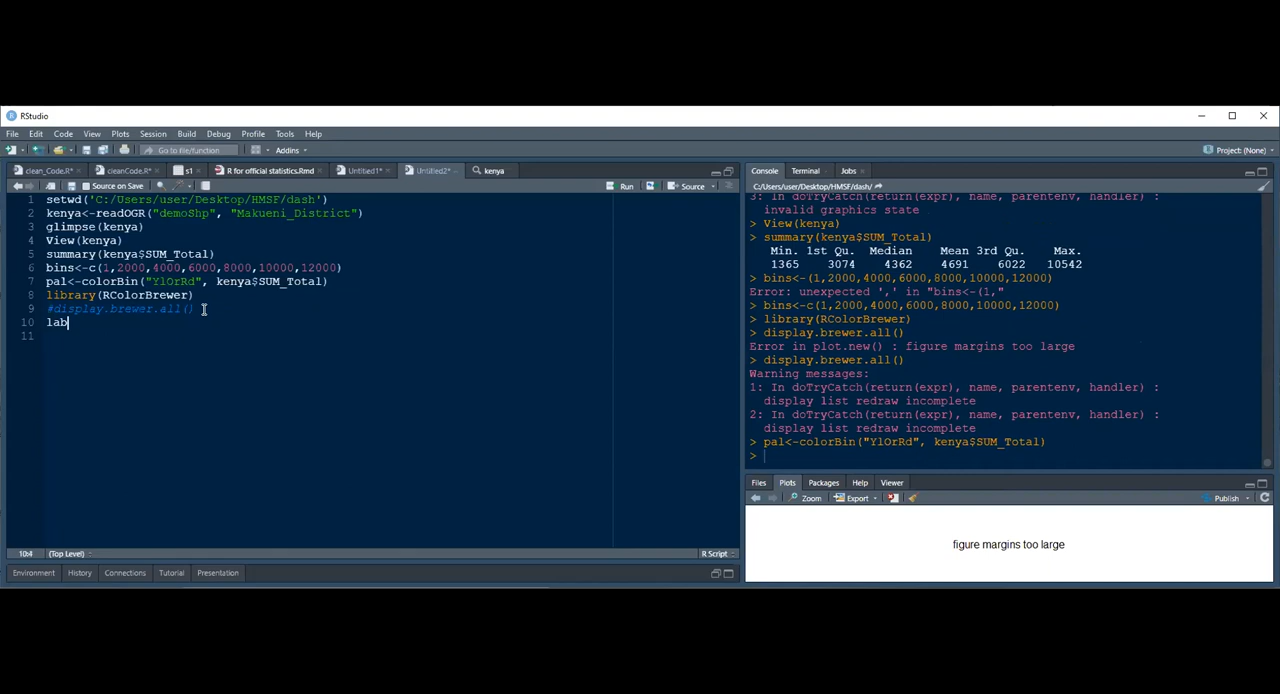 RStudio
File Edit Code View Plots Session Build Debug Profile Tools Help
Go to file/function Addins Project: (None)
clean_Code.R* cleanCode.R* s1 R for official statistics.Rmd Untitled1* Untitled2* kenya
Source on Save Run Source
1 setwd('C:/Users/user/Desktop/HMSF/dash')
2 kenya<-readOGR("demoShp", "Makueni_District")
3 glimpse(kenya)
4 View(kenya)
5 summary(kenya$SUM_Total)
6 bins<-c(1,2000,4000,6000,8000,10000,12000)
7 pal<-colorBin("YlOrRd", kenya$SUM_Total)
8 library(RColorBrewer)
9 #display.brewer.all()
10 lab
11
10:4 (Top Level) R Script
Environment History Connections Tutorial Presentation
Console Terminal Jobs
C:/Users/user/Desktop/HMSF/dash/
3: In doTryCatch(return(expr), name, parentenv, handler) :
invalid graphics state
> View(kenya)
> summary(kenya$SUM_Total)
Min. 1st Qu. Median Mean 3rd Qu. Max.
1365 3074 4362 4691 6022 10542
> bins<-(1,2000,4000,6000,8000,10000,12000)
Error: unexpected ',' in "bins<-(1,"
> bins<-c(1,2000,4000,6000,8000,10000,12000)
> library(RColorBrewer)
> display.brewer.all()
Error in plot.new() : figure margins too large
> display.brewer.all()
Warning messages:
1: In doTryCatch(return(expr), name, parentenv, handler) :
display list redraw incomplete
2: In doTryCatch(return(expr), name, parentenv, handler) :
display list redraw incomplete
> pal<-colorBin("YlOrRd", kenya$SUM_Total)
>
Files Plots Packages Help Viewer
Zoom Export Publish
figure margins too large